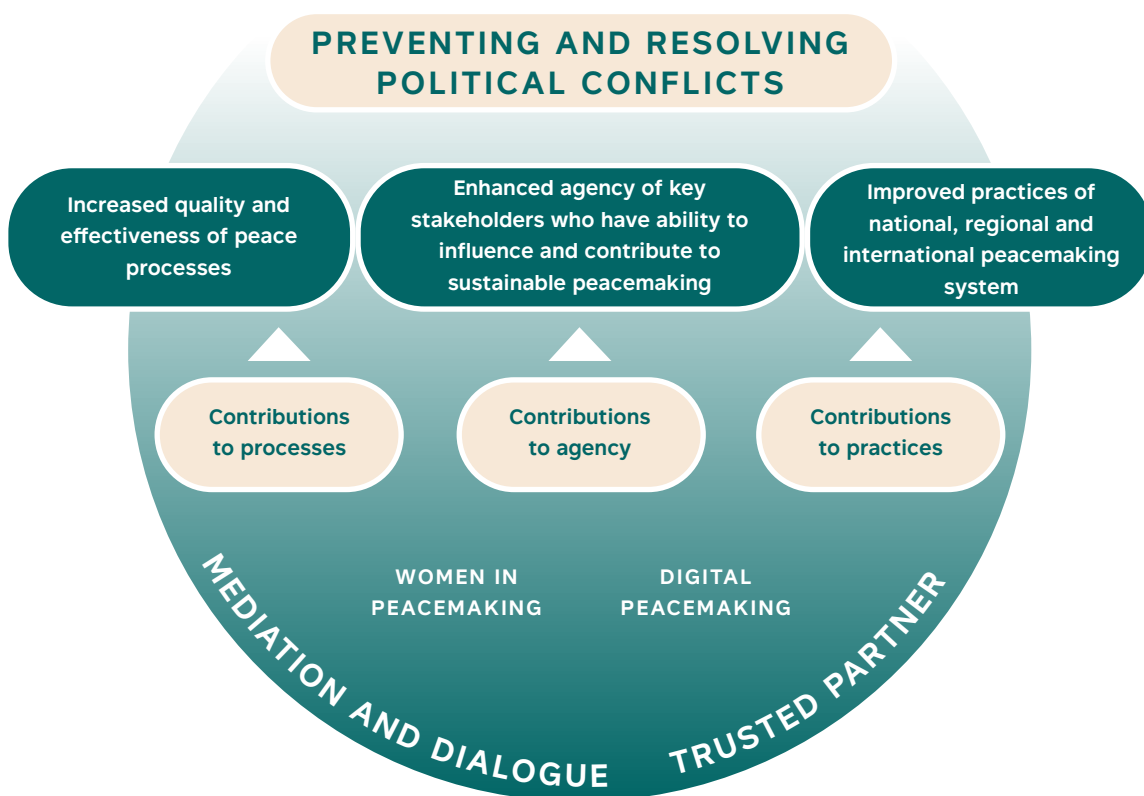 PREVENTING AND RESOLVING
POLITICAL CONFLICTS
Increased quality and
effectiveness of peace
processes
Enhanced agency of key
stakeholders who have ability to
influence and contribute to
sustainable peacemaking
Improved practices of
national, regional and
international peacemaking
system
Contributions
to processes
Contributions
to agency
Contributions
to practices
WOMEN IN
PEACEMAKING
DIGITAL
PEACEMAKING
MEDIATION AND DIALOGUE
TRUSTED PARTNER